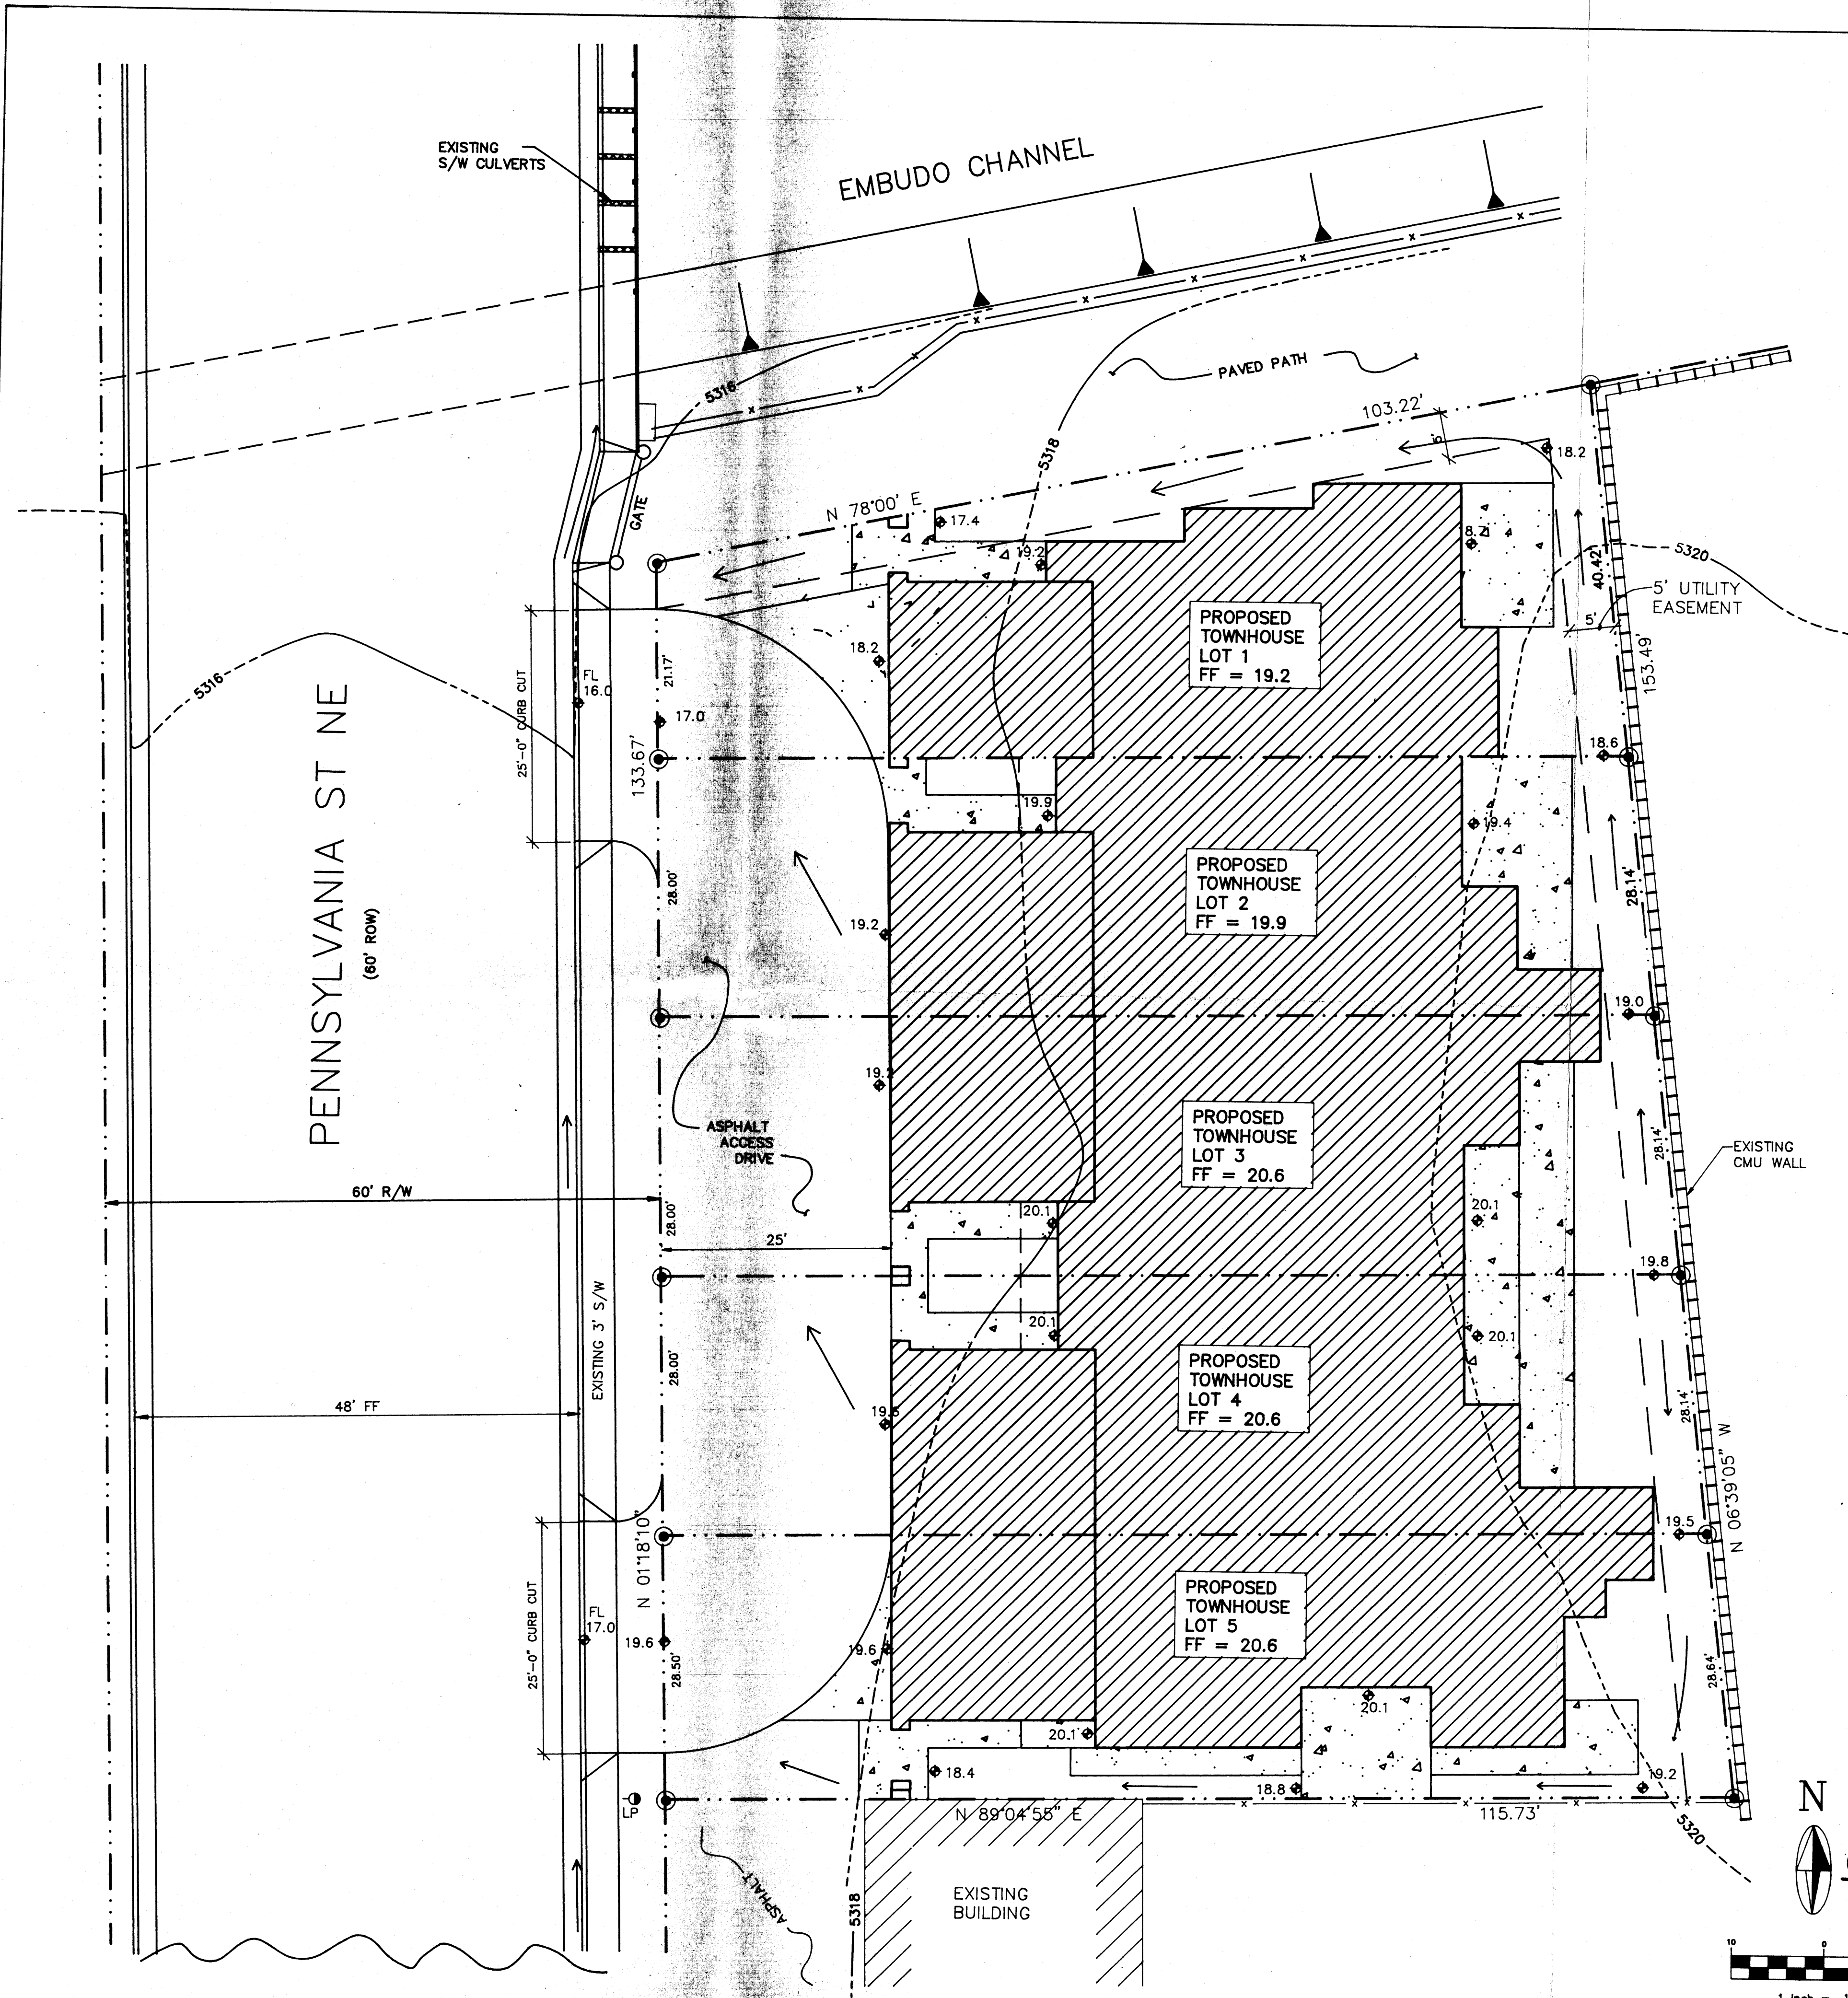 EXISTING
S/W CULVERTS
EMBUDO CHANNEL
PAVED PATH
5316
5318
103.22'
5'
18.2
GATE
N 78°00' E
17.4
19.2
5320
40.42'
5' UTILITY
EASEMENT
5'
153.49'
PROPOSED
TOWNHOUSE
LOT 1
FF = 19.2
18.2
FL
16.0
21.17'
17.0
5316
25'-0" CURB CUT
133.67'
18.6
19.9
19.4
PENNSYLVANIA ST NE
(60' ROW)
28.00'
PROPOSED
TOWNHOUSE
LOT 2
FF = 19.9
28.14'
19.2
19.0
ASPHALT
ACCESS
DRIVE
PROPOSED
TOWNHOUSE
LOT 3
FF = 20.6
28.14'
EXISTING
CMU WALL
60' R/W
28.00'
20.1
20.1
25'
19.8
EXISTING 3' S/W
20.1
20.1
28.00'
PROPOSED
TOWNHOUSE
LOT 4
FF = 20.6
48' FF
28.14'
N 06°39'05" W
N 01°18'10"
19.5
25'-0" CURB CUT
FL
17.0
19.6
28.50'
19.6
PROPOSED
TOWNHOUSE
LOT 5
FF = 20.6
28.64'
20.1
20.1
18.4
18.8
19.2
LP
N 89°04'55" E
115.73'
5320
N
ASPHALT
5318
EXISTING
BUILDING
10
0
1 inch =